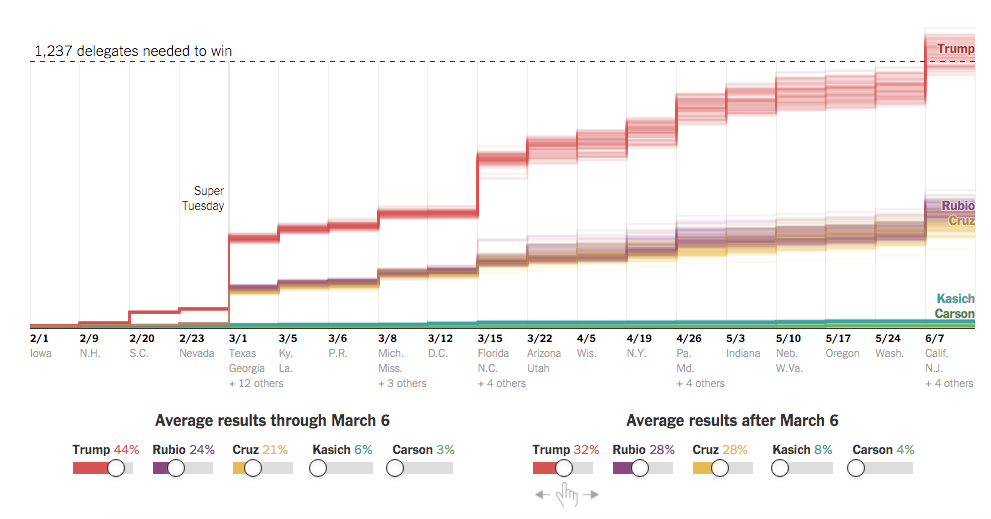 1,237 delegates needed to win
Trump
Super
Tuesday
Rubio
Cruz
Kasich
Carson
2/1 2/9 2/20 2/23 3/1 3/5 3/6 3/8 3/12 3/15 3/22 4/5 4/19 4/26 5/3 5/10 5/17 5/24 6/7
Iowa N.H. S.C. Nevada Texas Ky. P.R. Mich. D.C. Florida Arizona Wis. N.Y. Pa. Indiana Neb. Oregon Wash. Calif.
Georgia La. Miss. N.C. Utah Md. W.Va. N.J.
+ 12 others + 3 others + 4 others + 4 others + 4 others
Average results through March 6 Average results after March 6
Trump 44% Rubio 24% Cruz 21% Kasich 6% Carson 3% Trump 32% Rubio 28% Cruz 28% Kasich 8% Carson 4%